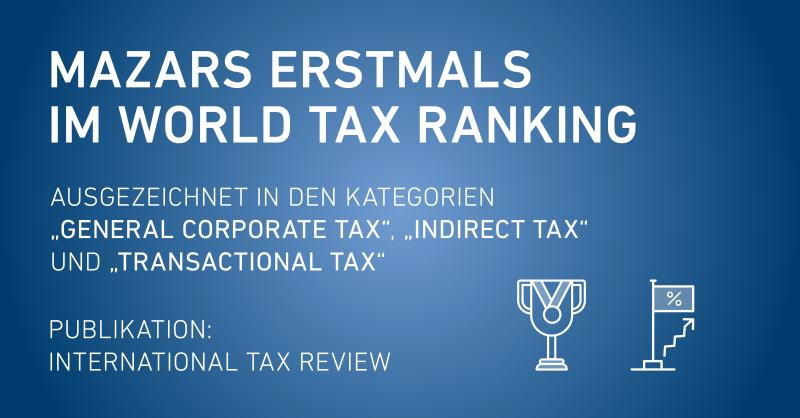 MAZARS ERSTMALS
IM WORLD TAX RANKING
AUSGEZEICHNET IN DEN KATEGORIEN
„GENERAL CORPORATE TAX“, „INDIRECT TAX“
UND „TRANSACTIONAL TAX“
%
PUBLIKATION:
INTERNATIONAL TAX REVIEW